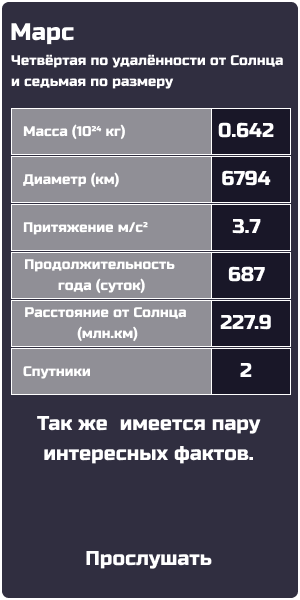 Марс
Четвёртая по удалённости от Солнца
и седьмая по размеру
Масса (10²⁴ кг) 0.642
Диаметр (км) 6794
Притяжение м/с² 3.7
Продолжительность
года (суток) 687
Расстояние от Солнца
(млн.км) 227.9
Спутники 2
Так же имеется пару
интересных фактов.
Прослушать